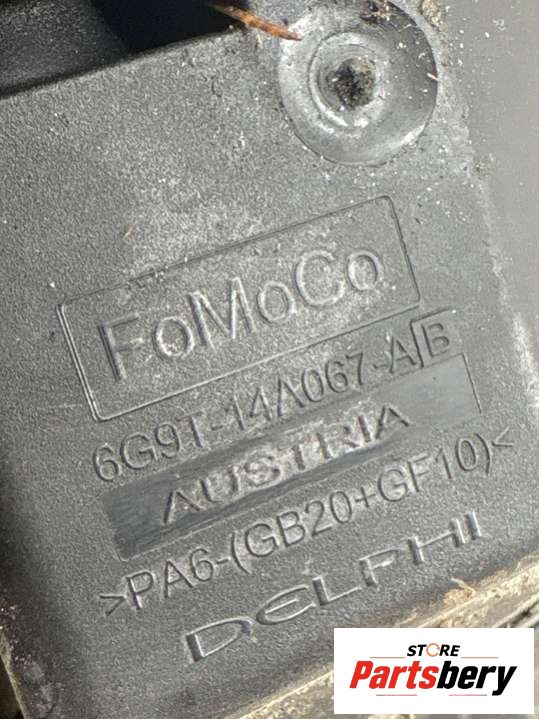 FoMoCo
6G9T-14A067-AB
AUSTRIA
>PA6-(GB20+GF10)<
DELPHI
STORE
Partsbery